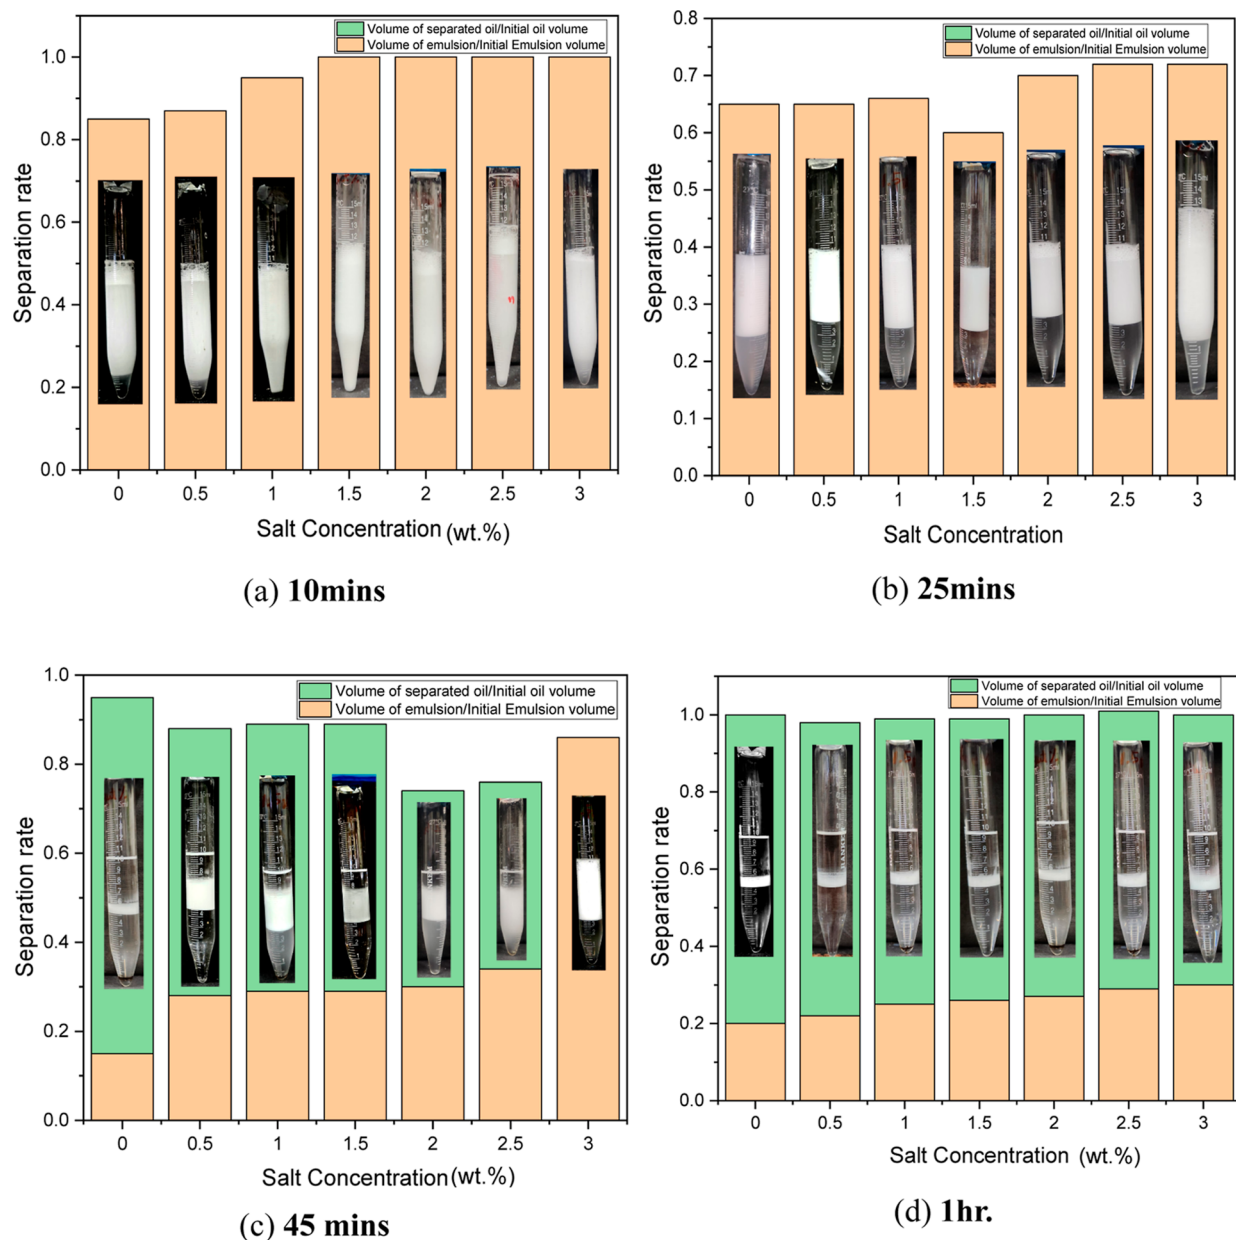 Volume of separated oil/Initial oil volume
Volume of emulsion/Initial Emulsion volume
1.0
0.8
0.6
0.4
0.2
0.0
Separation rate
0 0.5 1 1.5 2 2.5 3
Salt Concentration (wt.%)
(a) 10mins
Volume of separated oil/Initial oil volume
Volume of emulsion/Initial Emulsion volume
0.8
0.7
0.6
0.5
0.4
0.3
0.2
0.1
0.0
Separation rate
0 0.5 1 1.5 2 2.5 3
Salt Concentration
(b) 25mins
Volume of separated oil/Initial oil volume
Volume of emulsion/Initial Emulsion volume
1.0
0.8
0.6
0.4
0.2
0.0
Separation rate
0 0.5 1 1.5 2 2.5 3
Salt Concentration (wt.%)
(c) 45 mins
Volume of separated oil/Initial oil volume
Volume of emulsion/Initial Emulsion volume
1.0
0.8
0.6
0.4
0.2
0.0
Separation rate
0 0.5 1 1.5 2 2.5 3
Salt Concentration (wt.%)
(d) 1hr.